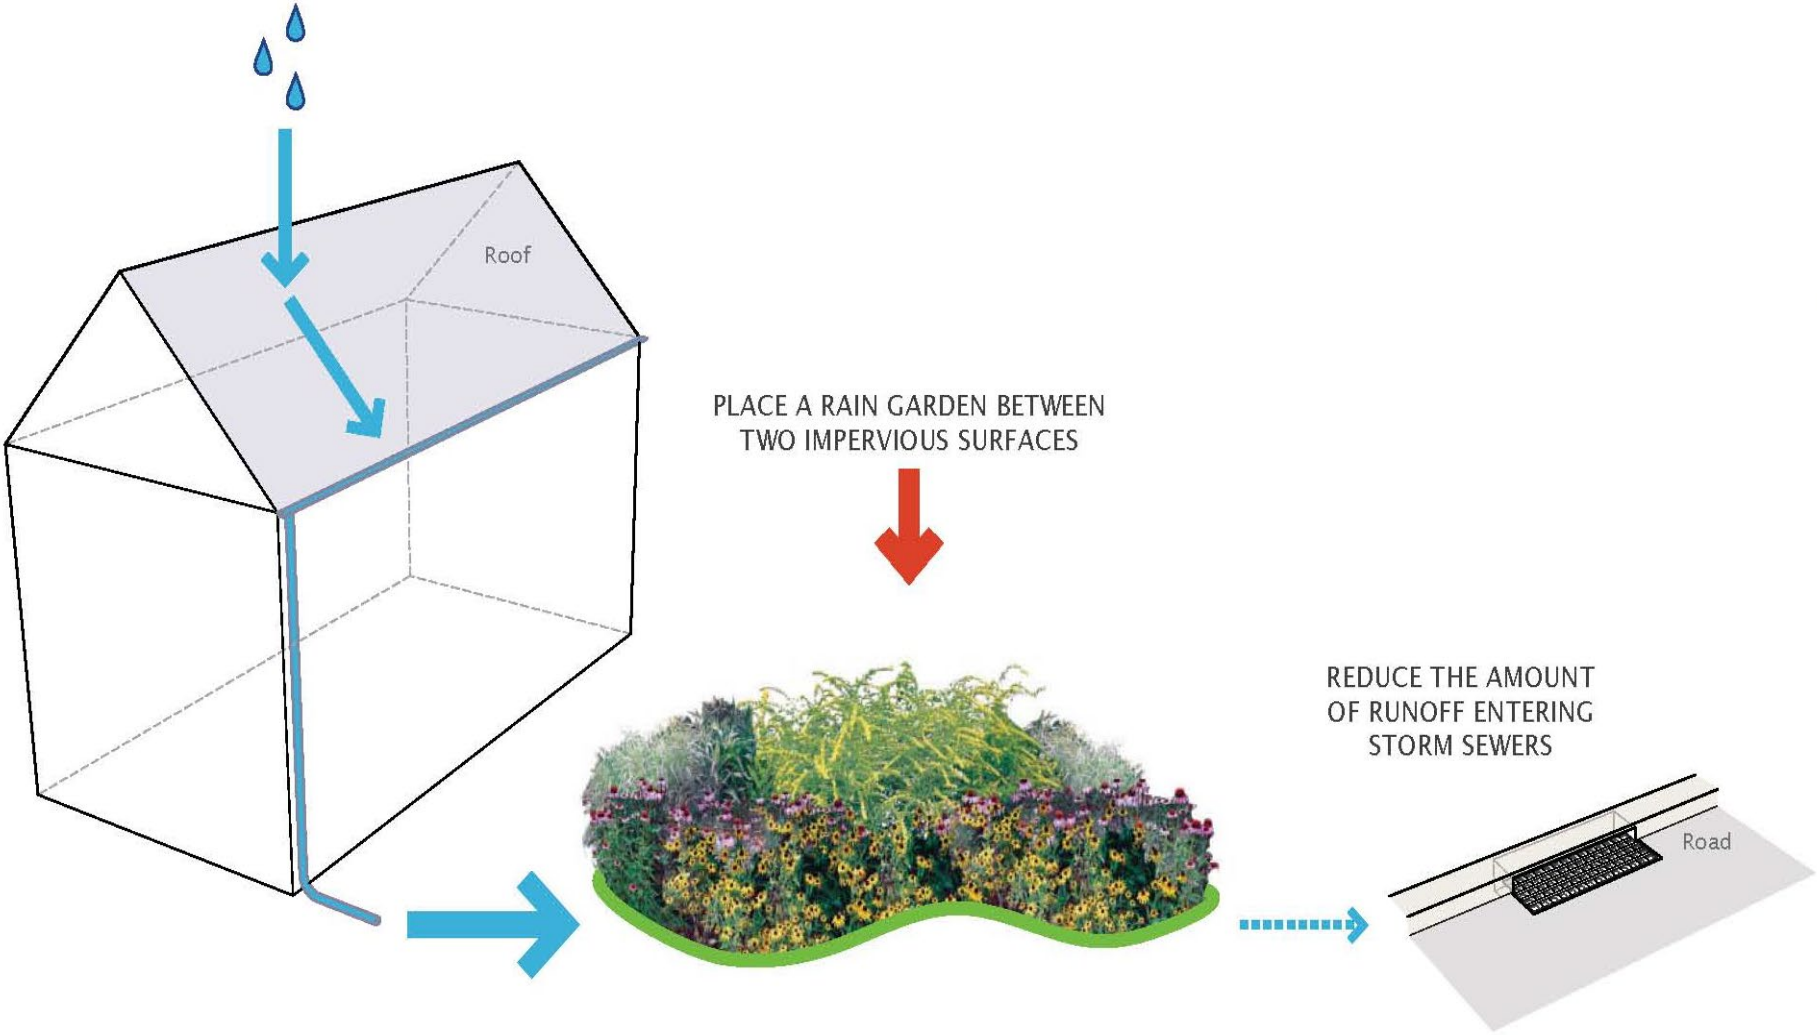 Roof
PLACE A RAIN GARDEN BETWEEN
TWO IMPERVIOUS SURFACES
REDUCE THE AMOUNT
OF RUNOFF ENTERING
STORM SEWERS
Road